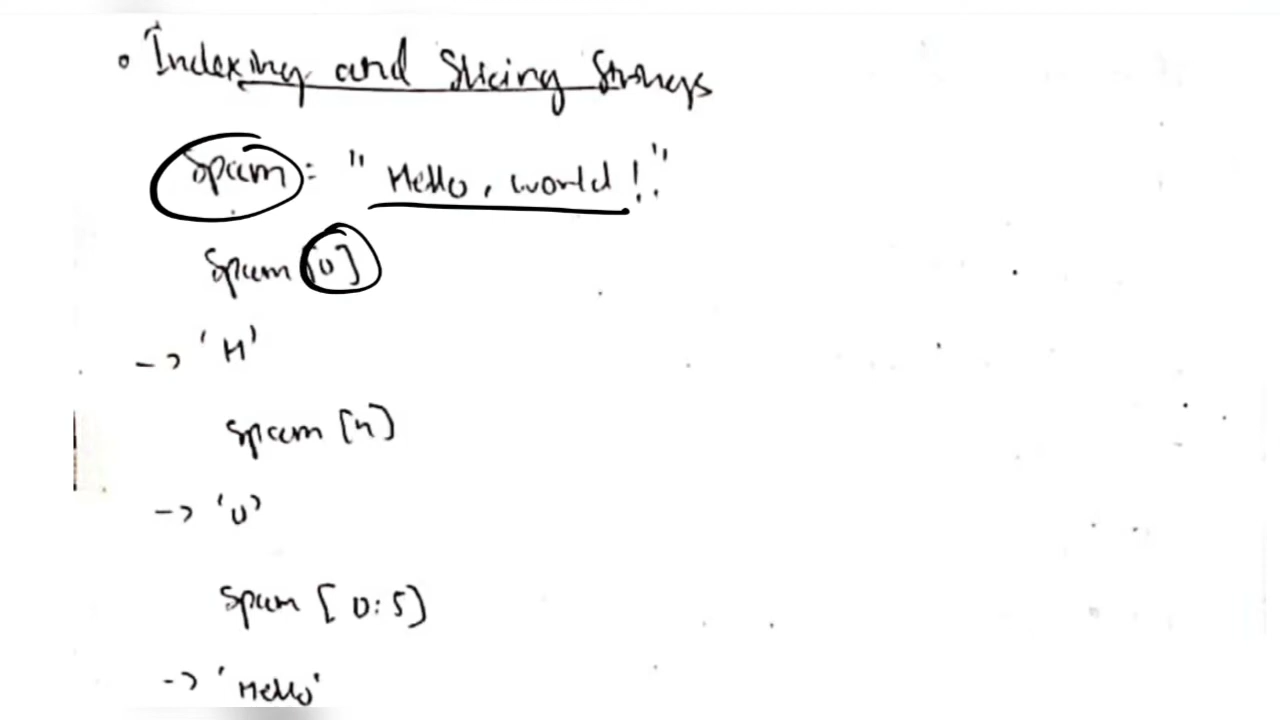 • Indexing and Slicing Strings
Spam = "Hello, world!."
Spam [0]
-> 'H'
Spam [4]
-> 'o'
Spam [0:5]
-> 'Hello'